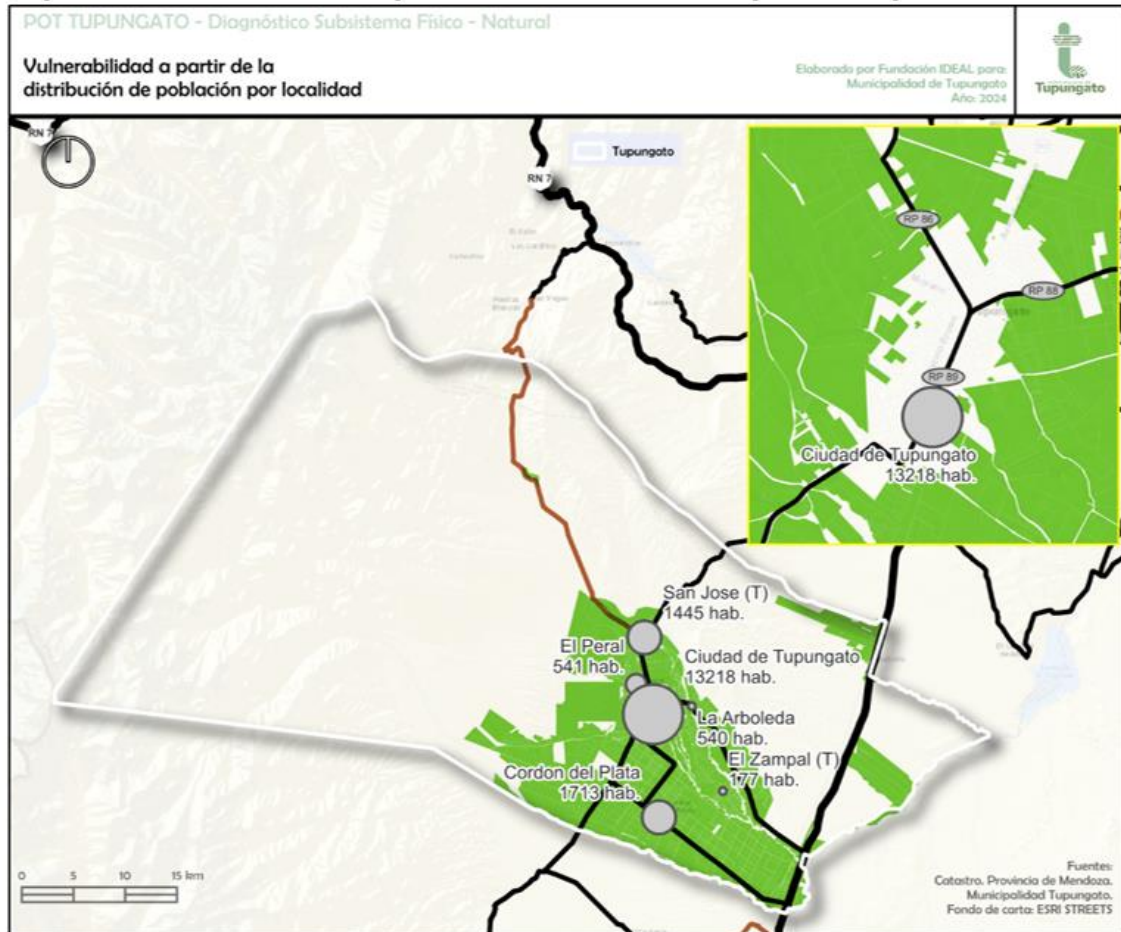 POT TUPUNGATO - Diagnóstico Subsistema Físico - Natural
Vulnerabilidad a partir de la
distribución de población por localidad
Elaborado por Fundación IDEAL para:
Municipalidad de Tupungato
Año: 2024
Tupungato
RN 7
Tupungato
RN 7
RP 86
RP 88
Tupungato
RP 89
Ciudad de Tupungato
13218 hab.
San Jose (T)
1445 hab.
El Peral
541 hab.
Ciudad de Tupungato
13218 hab.
La Arboleda
540 hab.
El Zampal (T)
177 hab.
Cordon del Plata
1713 hab.
0 5 10 15 km
Fuentes:
Catastro. Provincia de Mendoza.
Municipalidad Tupungato.
Fondo de carta: ESRI STREETS